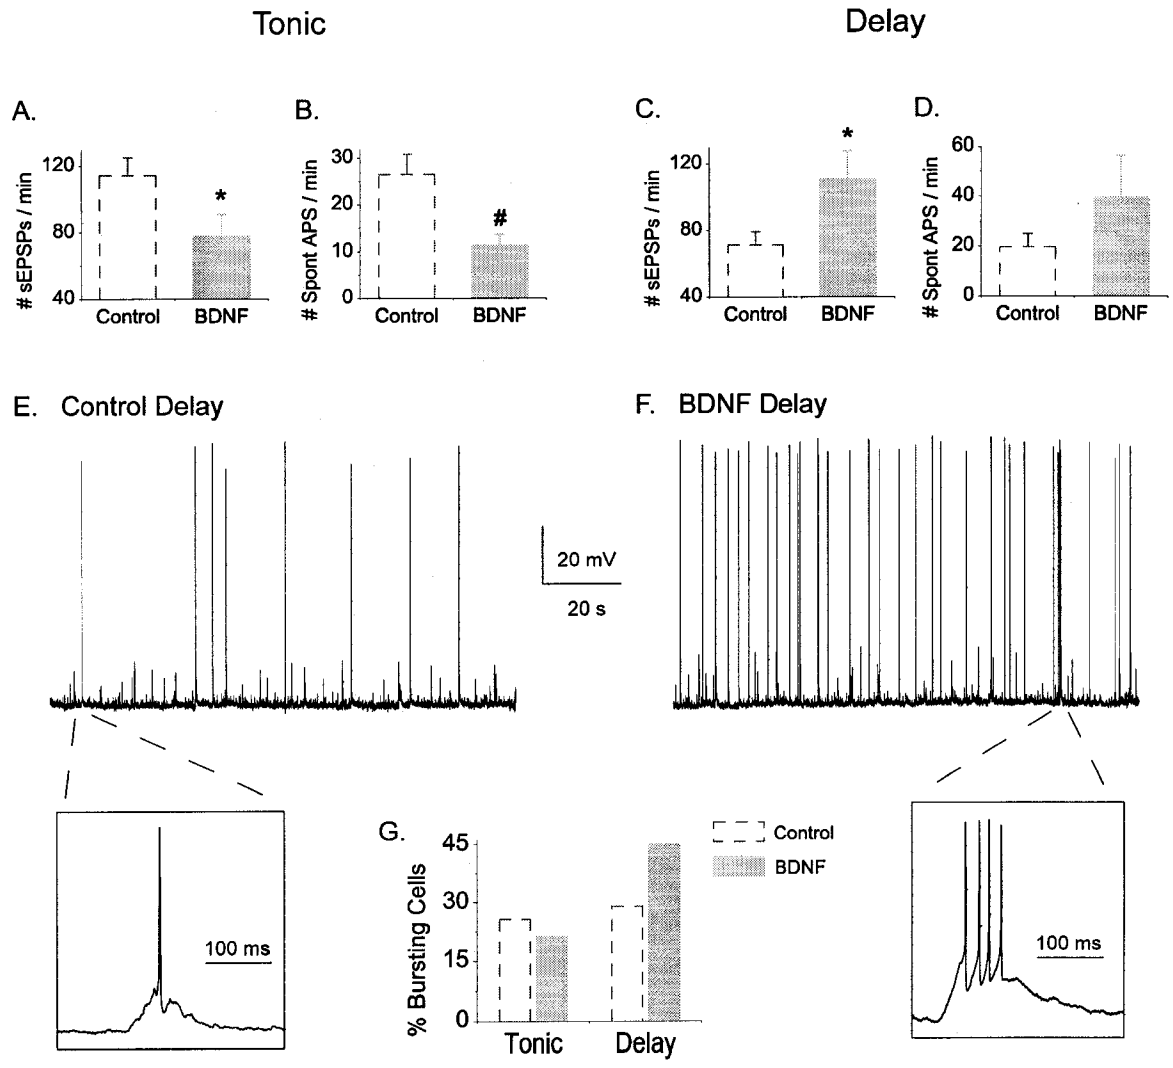 Tonic
Delay
A.
B.
C.
D.
# sEPSPs / min
120
80
40
Control
BDNF
*
# Spont APS / min
30
20
10
0
Control
BDNF
#
# sEPSPs / min
120
80
40
Control
BDNF
*
# Spont APS / min
60
40
20
0
Control
BDNF
E. Control Delay
F. BDNF Delay
20 mV
20 s
100 ms
G.
% Bursting Cells
45
30
15
0
Tonic
Delay
Control
BDNF
100 ms